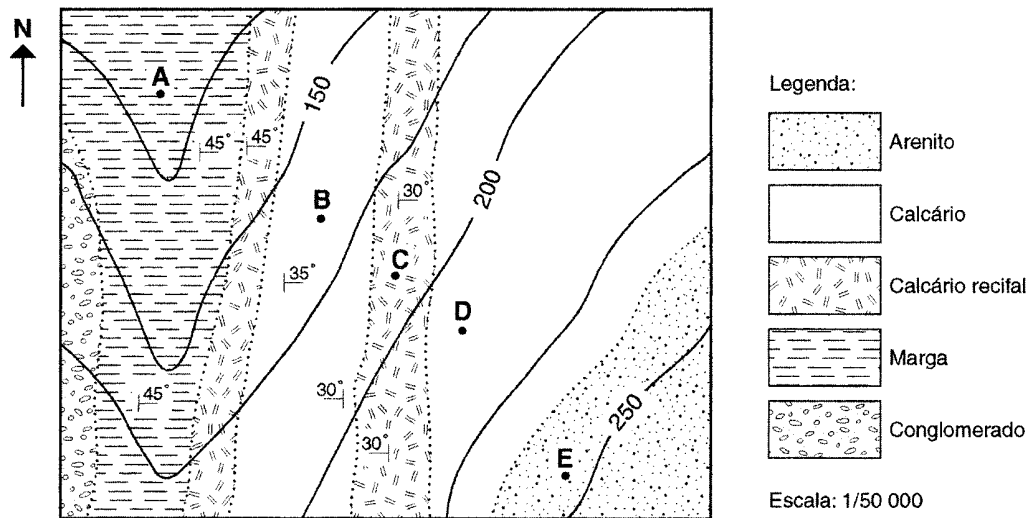 N
A
45°
45°
150
30°
200
B
C
35°
D
30°
45°
30°
250
E
Legenda:
Arenito
Calcário
Calcário recifal
Marga
Conglomerado
Escala: 1/50 000